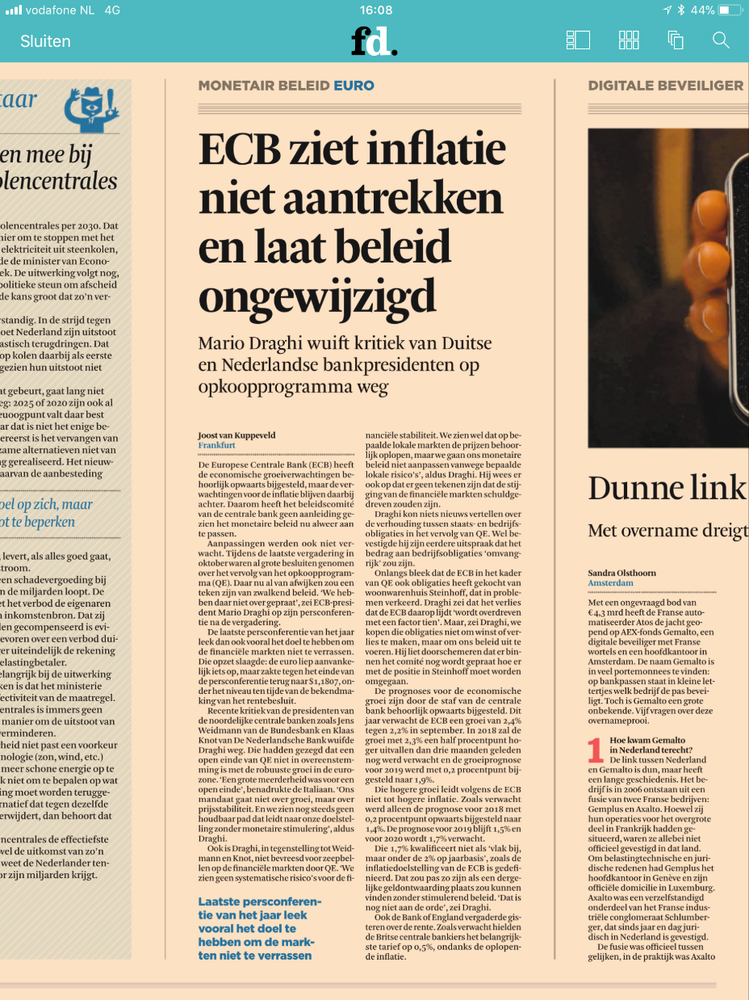 vodafone NL 4G
16:08
44%
Sluiten
fd.
taar
en mee bij
olencentrales
olencentrales per 2030. Dat
nier om te stoppen met het
elektriciteit uit steenkolen,
de de minister van Econo-
ek. De uitwerking volgt nog,
politieke steun om afscheid
de kans groot dat zo'n ver-
rstandig. In de strijd tegen
oet Nederland zijn uitstoot
astisch terugdringen. Dat
op kolen daarbij als eerste
gezien hun uitstoot niet
at gebeurt, gaat lang niet
eg: 2025 of 2020 zijn ook al
euoogpunt valt daar best
ar dat is niet het enige be-
ereerst is het vervangen van
zame alternatieven niet van
ng gerealiseerd. Het nieuw-
aarvan de aanbesteding
oel op zich, maar
ot te beperken
levert, als alles goed gaat,
stroom.
een schadevergoeding bij
n de miljarden loopt. De
et het verbod de eigenaren
n inkomstenbron. Dat zij
den gecompenseerd is evi-
evoren over een verbod dui-
ger uiteindelijk de rekening
elastingbetaler.
elangrijk bij de uitwerking
ken is dat het ministerie
fectiviteit van de maatregel.
centrales is immers geen
manier om de uitstoot van
verminderen.
rheid niet past een voorkeur
nologie (zon, wind, etc.)
meer schone energie op te
k niet om te bepalen op wat
ing moet worden terugge-
rnatief dat tegen dezelfde
erwijdert, dan behoort dat
encentrales de effectiefste
wel de uitkomst van zo'n
weet de Nederlander ten-
or zijn miljarden krijgt.
MONETAIR BELEID EURO
ECB ziet inflatie
niet aantrekken
en laat beleid
ongewijzigd
Mario Draghi wuift kritiek van Duitse
en Nederlandse bankpresidenten op
opkoopprogramma weg
Joost van Kuppeveld
Frankfurt
De Europese Centrale Bank (ECB) heeft
de economische groeiverwachtingen be-
hoorlijk opwaarts bijgesteld, maar de ver-
wachtingen voor de inflatie blijven daarbij
achter. Daarom heeft het beleidscomité
van de centrale bank geen aanleiding ge-
zien het monetaire beleid nu alweer aan
te passen.
Aanpassingen werden ook niet ver-
wacht. Tijdens de laatste vergadering in
oktober waren al grote besluiten genomen
over het vervolg van het opkoopprogram-
ma (QE). Daar nu al van afwijken zou een
teken zijn van zwalkend beleid. 'We heb-
ben daar niet over gepraat', zei ECB-presi-
dent Mario Draghi op zijn persconferen-
tie na de vergadering.
De laatste persconferentie van het jaar
leek dan ook vooral het doel te hebben om
de financiële markten niet te verrassen.
Die opzet slaagde: de euro liep aanvanke-
lijk iets op, maar zakte tegen het einde van
de persconferentie terug naar $1,1807, on-
der het niveau ten tijde van de bekendma-
king van het rentebesluit.
Recente kritiek van de presidenten van
de noordelijke centrale banken zoals Jens
Weidmann van de Bundesbank en Klaas
Knot van De Nederlandsche Bank wuifde
Draghi weg. Die hadden gezegd dat een
open einde van QE niet in overeenstem-
ming is met de robuuste groei in de euro-
zone. 'Een grote meerderheid was voor een
open einde', benadrukte de Italiaan. 'Ons
mandaat gaat niet over groei, maar over
prijsstabiliteit. En we zien nog steeds geen
houdbaar pad dat leidt naar onze doelstel-
ling zonder monetaire stimulering', aldus
Draghi.
Ook is Draghi, in tegenstelling tot Weid-
mann en Knot, niet bevreesd voor zeepbel-
len op de financiële markten door QE. 'We
zien geen systematische risico's voor de fi-
Laatste persconferen-
tie van het jaar leek
vooral het doel te
hebben om de mark-
ten niet te verrassen
nanciële stabiliteit. We zien wel dat op be-
paalde lokale markten de prijzen behoor-
lijk oplopen, maar we gaan ons monetaire
beleid niet aanpassen vanwege bepaalde
lokale risico's', aldus Draghi. Hij wees er
ook op dat er geen tekenen zijn dat de stij-
ging van de financiële markten schuldge-
dreven zouden zijn.
Draghi kon niets nieuws vertellen over
de verhouding tussen staats- en bedrijfs-
obligaties in het vervolg van QE. Wel be-
vestigde hij zijn eerdere uitspraak dat het
bedrag aan bedrijfsobligaties 'omvang-
rijk' zou zijn.
Onlangs bleek dat de ECB in het kader
van QE ook obligaties heeft gekocht van
woonwarenhuis Steinhoff, dat in proble-
men verkeerd. Draghi zei dat het verlies
dat de ECB daarop lijdt 'wordt overdreven
met een factor tien'. Maar, zei Draghi, we
kopen die obligaties niet om winst of ver-
lies te maken, maar om ons beleid uit te
voeren. Hij liet doorschemeren dat er bin-
nen het comité nog wordt gepraat hoe er
met de positie in Steinhoff moet worden
omgegaan.
De prognoses voor de economische
groei zijn door de staf van de centrale
bank behoorlijk opwaarts bijgesteld. Dit
jaar verwacht de ECB een groei van 2,4%
tegen 2,2% in september. In 2018 zal de
groei met 2,3% een half procentpunt ho-
ger uitvallen dan drie maanden geleden
nog werd verwacht en de groeiprognose
voor 2019 werd met 0,2 procentpunt bij-
gesteld naar 1,9%.
Die hogere groei leidt volgens de ECB
niet tot hogere inflatie. Zoals verwacht
werd alleen de prognose voor 2018 met
0,2 procentpunt opwaarts bijgesteld naar
1,4%. De prognose voor 2019 blijft 1,5% en
voor 2020 wordt 1,7% verwacht.
Die 1,7% kwalificeert niet als 'vlak bij,
maar onder de 2% op jaarbasis', zoals de
inflatiedoelstelling van de ECB is gedefi-
nieerd. Dat zou pas zo zijn als een derge-
lijke geldontwaarding plaats zou kunnen
vinden zonder stimulerend beleid. 'Dat is
nog niet aan de orde', zei Draghi.
Ook de Bank of England vergaderde gis-
teren over de rente. Zoals verwacht hielden
de Britse centrale bankiers het belangrijk-
ste tarief op 0,5%, ondanks de oplopen-
de inflatie.
DIGITALE BEVEILIGER
Dunne link
Met overname dreigt
Sandra Olsthoorn
Amsterdam
Met een ongevraagd bod van
€ 4,3 mrd heeft de Franse auto-
matiseerder Atos de jacht geo-
pend op AEX-fonds Gemalto, een
digitale beveiliger met Franse
wortels en een hoofdkantoor in
Amsterdam. De naam Gemalto is
in veel portemonnees te vinden:
op bankpassen staat in kleine let-
tertjes welk bedrijf de pas bevei-
ligt. Toch is Gemalto een grote
onbekende. Vijf vragen over deze
overnameprooi.
1 Hoe kwam Gemalto
in Nederland terecht?
De link tussen Nederland
en Gemalto is dun, maar heeft
een lange geschiedenis. Het be-
drijf is in 2006 ontstaan uit een
fusie van twee Franse bedrijven:
Gemplus en Axalto. Hoewel zij
hun operaties voor het overgrote
deel in Frankrijk hadden ge-
situeerd, waren ze allebei niet
officieel gevestigd in dat land.
Om belastingtechnische en juri-
dische redenen had Gemplus het
hoofdkantoor in Genève en zijn
officiële domicilie in Luxemburg.
Axalto was een verzelfstandigd
onderdeel van het Franse indus-
triële conglomeraat Schlumber-
ger, dat sinds jaar en dag juri-
disch in Nederland is gevestigd.
De fusie was officieel tussen
gelijken, in de praktijk was Axalto